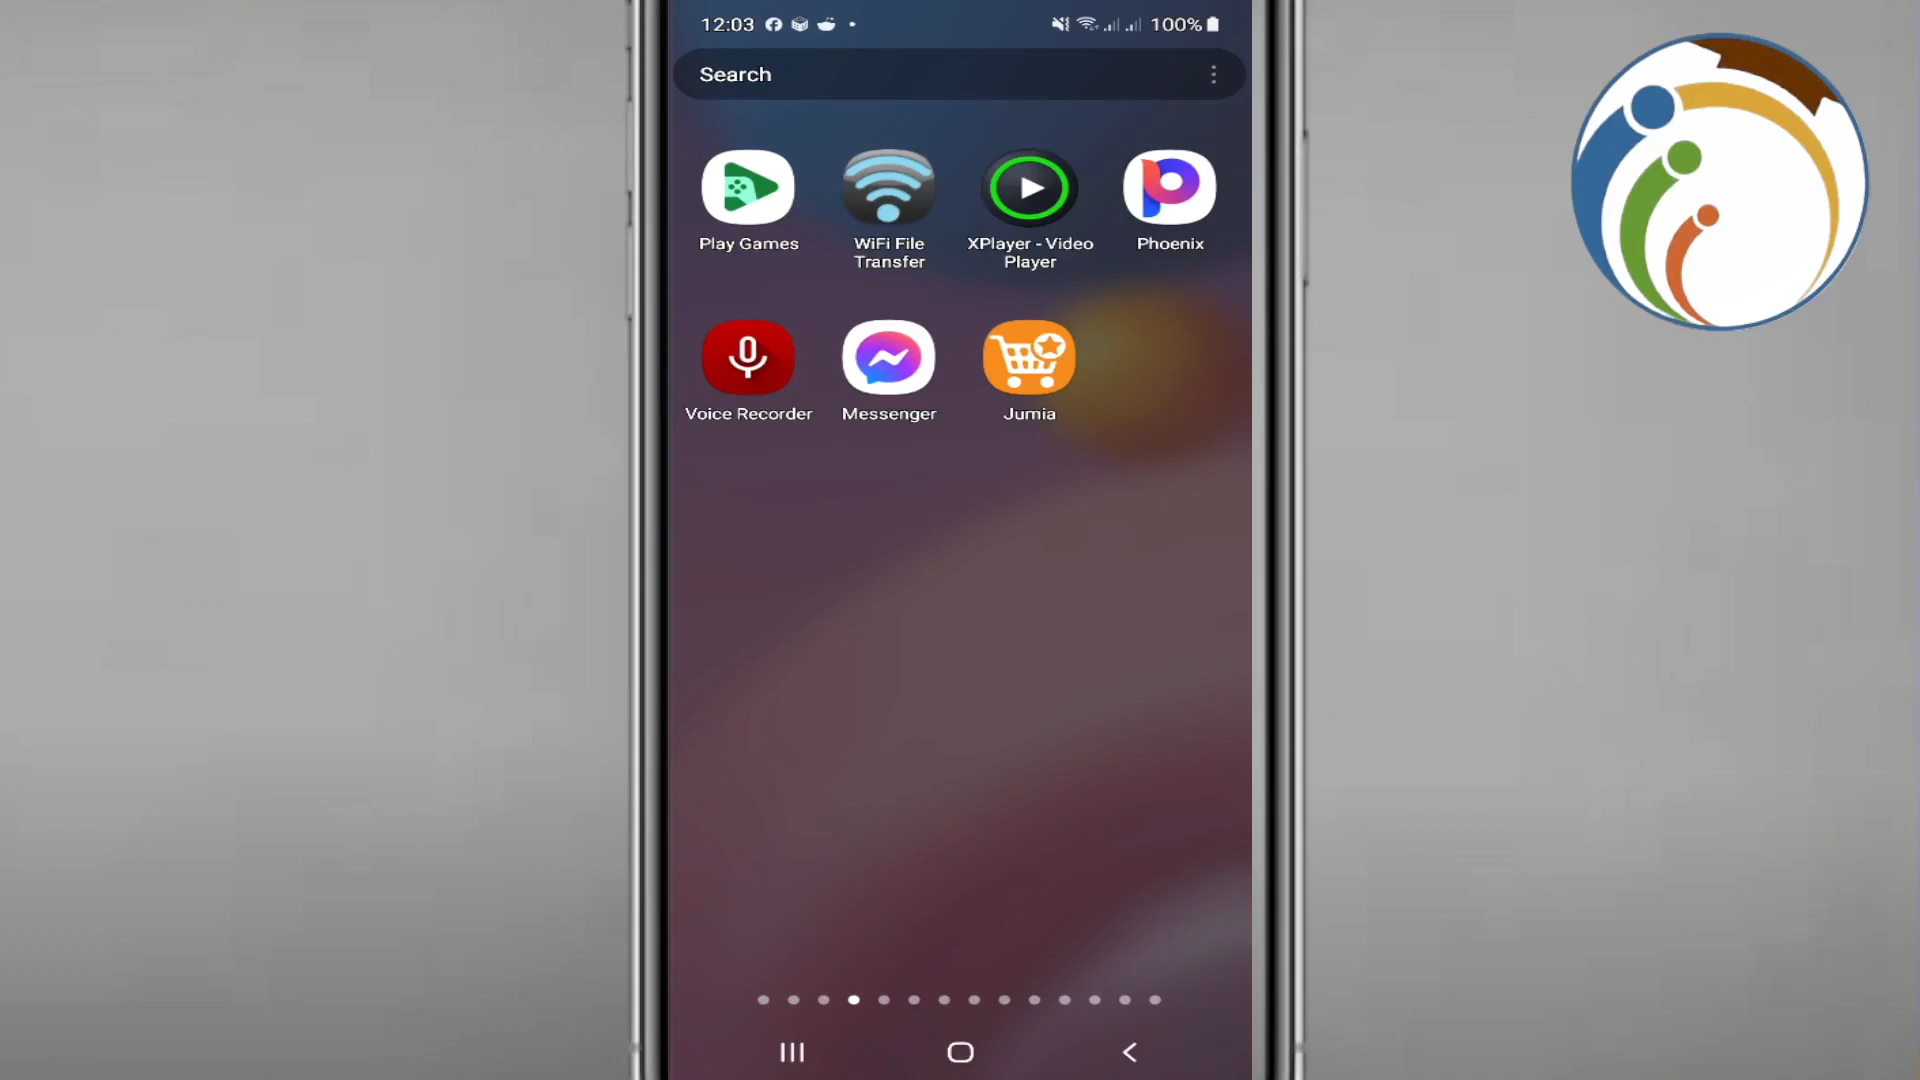 12:03
100%
Search
Play Games
WiFi File
Transfer
XPlayer - Video
Player
Phoenix
Voice Recorder
Messenger
Jumia